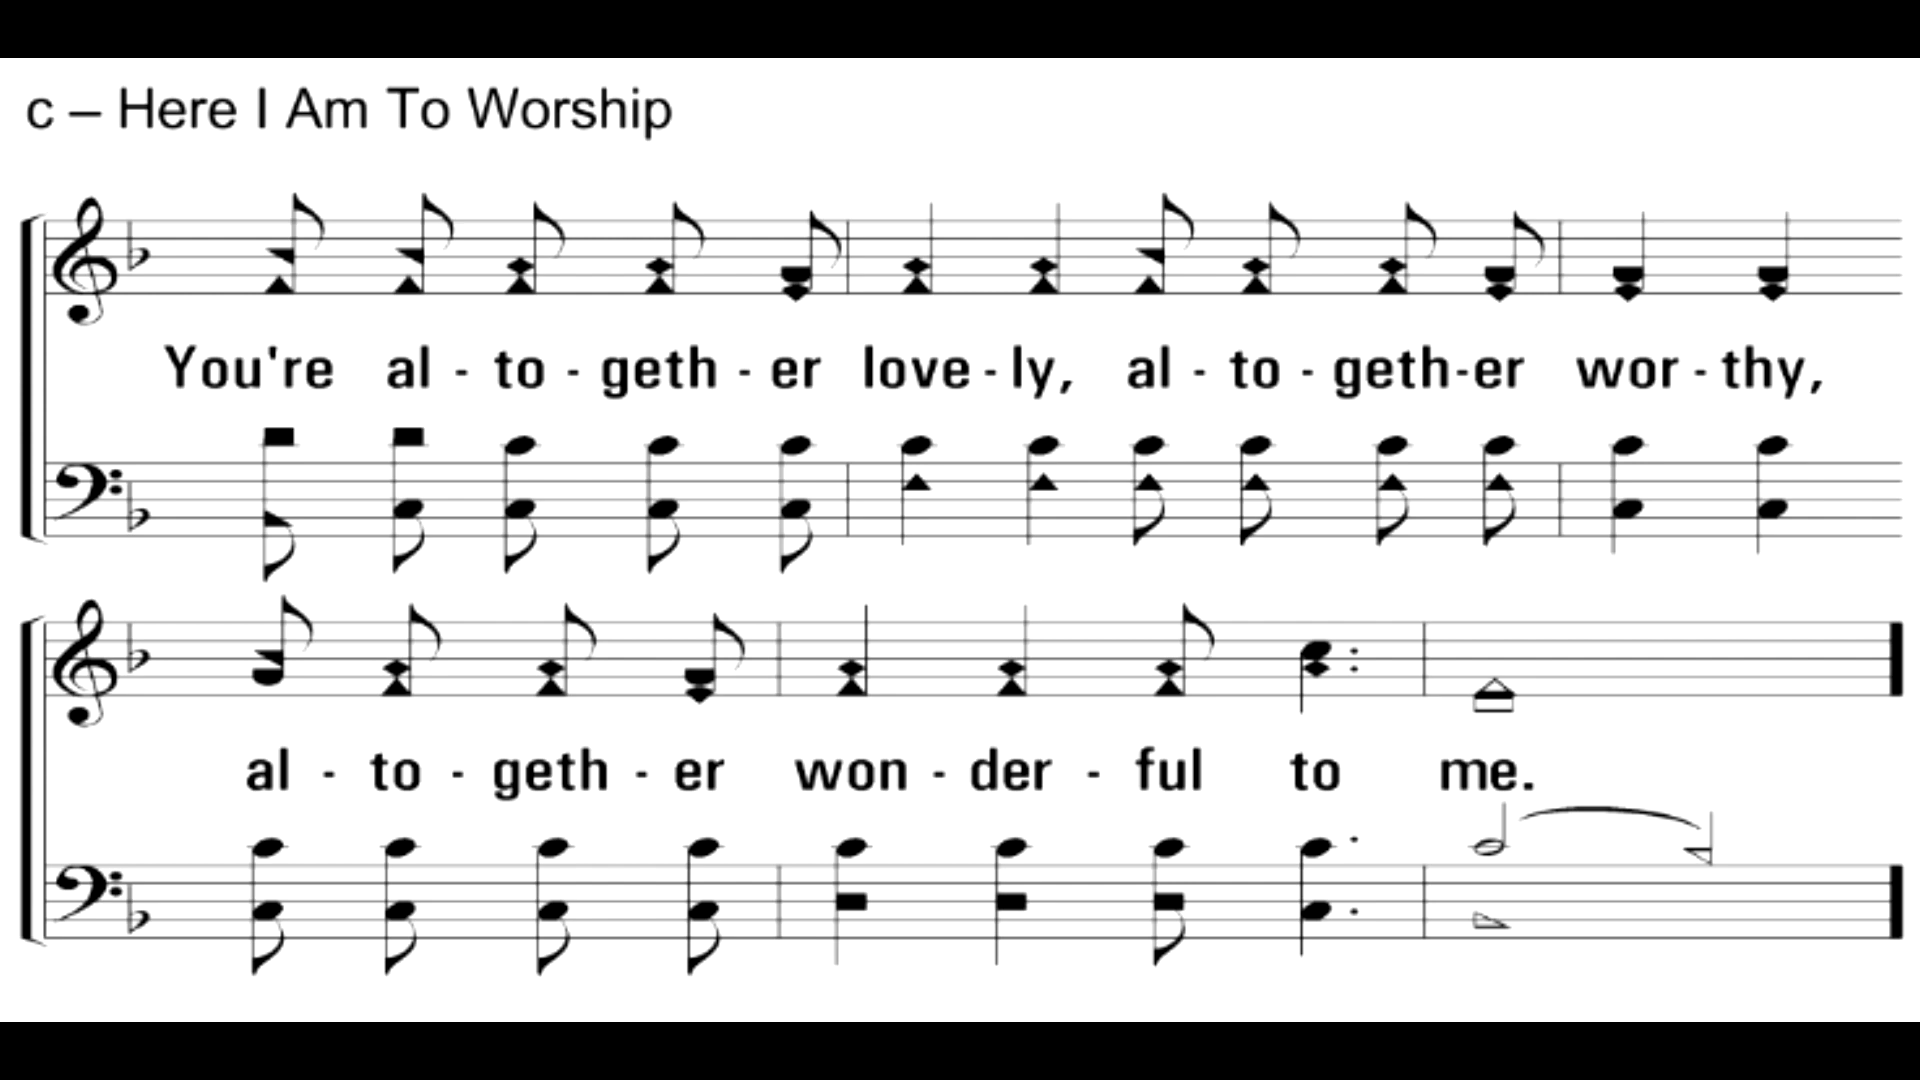 c – Here I Am To Worship
You're al - to - geth - er love - ly, al - to - geth-er wor - thy,
al - to - geth - er won - der - ful to me.